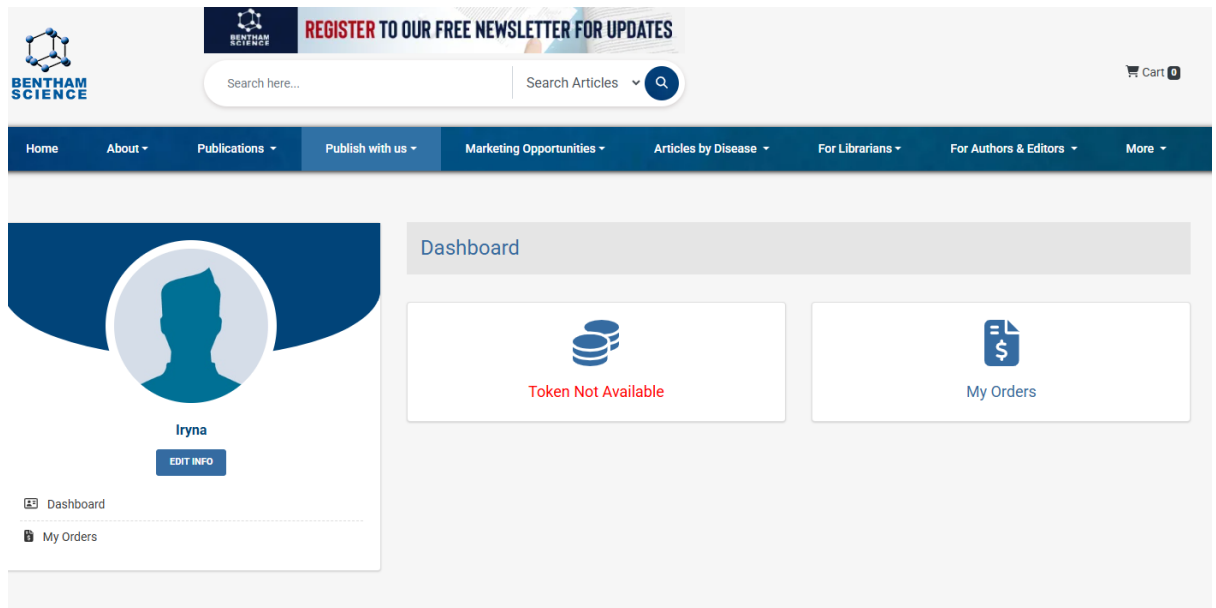 BENTHAM
SCIENCE
REGISTER TO OUR FREE NEWSLETTER FOR UPDATES
BENTHAM
SCIENCE
Search here...
Search Articles
Cart 0
Home
About
Publications
Publish with us
Marketing Opportunities
Articles by Disease
For Librarians
For Authors & Editors
More
Dashboard
Token Not Available
My Orders
Iryna
EDIT INFO
Dashboard
My Orders